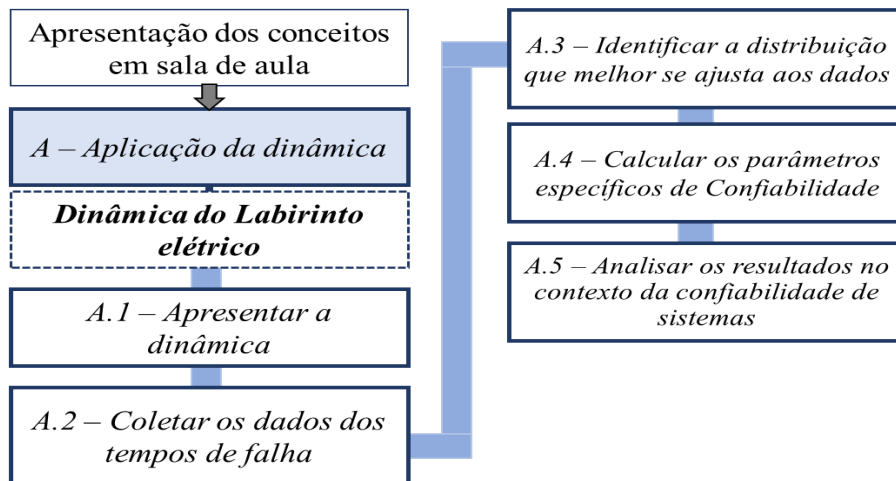 Apresentação dos conceitos
em sala de aula
A – Aplicação da dinâmica
Dinâmica do Labirinto
elétrico
A.1 – Apresentar a
dinâmica
A.2 – Coletar os dados dos
tempos de falha
A.3 – Identificar a distribuição
que melhor se ajusta aos dados
A.4 – Calcular os parâmetros
específicos de Confiabilidade
A.5 – Analisar os resultados no
contexto da confiabilidade de
sistemas